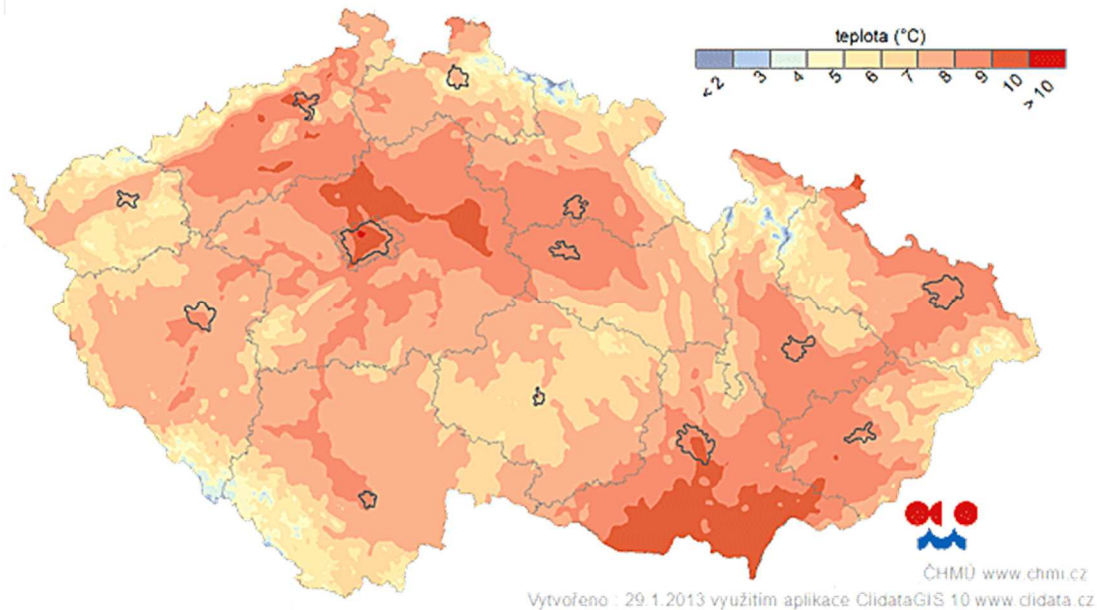 teplota (°C)
< 2 3 4 5 6 7 8 9 10 > 10
ČHMÚ www.chmi.cz
Vytvořeno : 29.1.2013 využitím aplikace ClidataGIS 10 www.clidata.cz